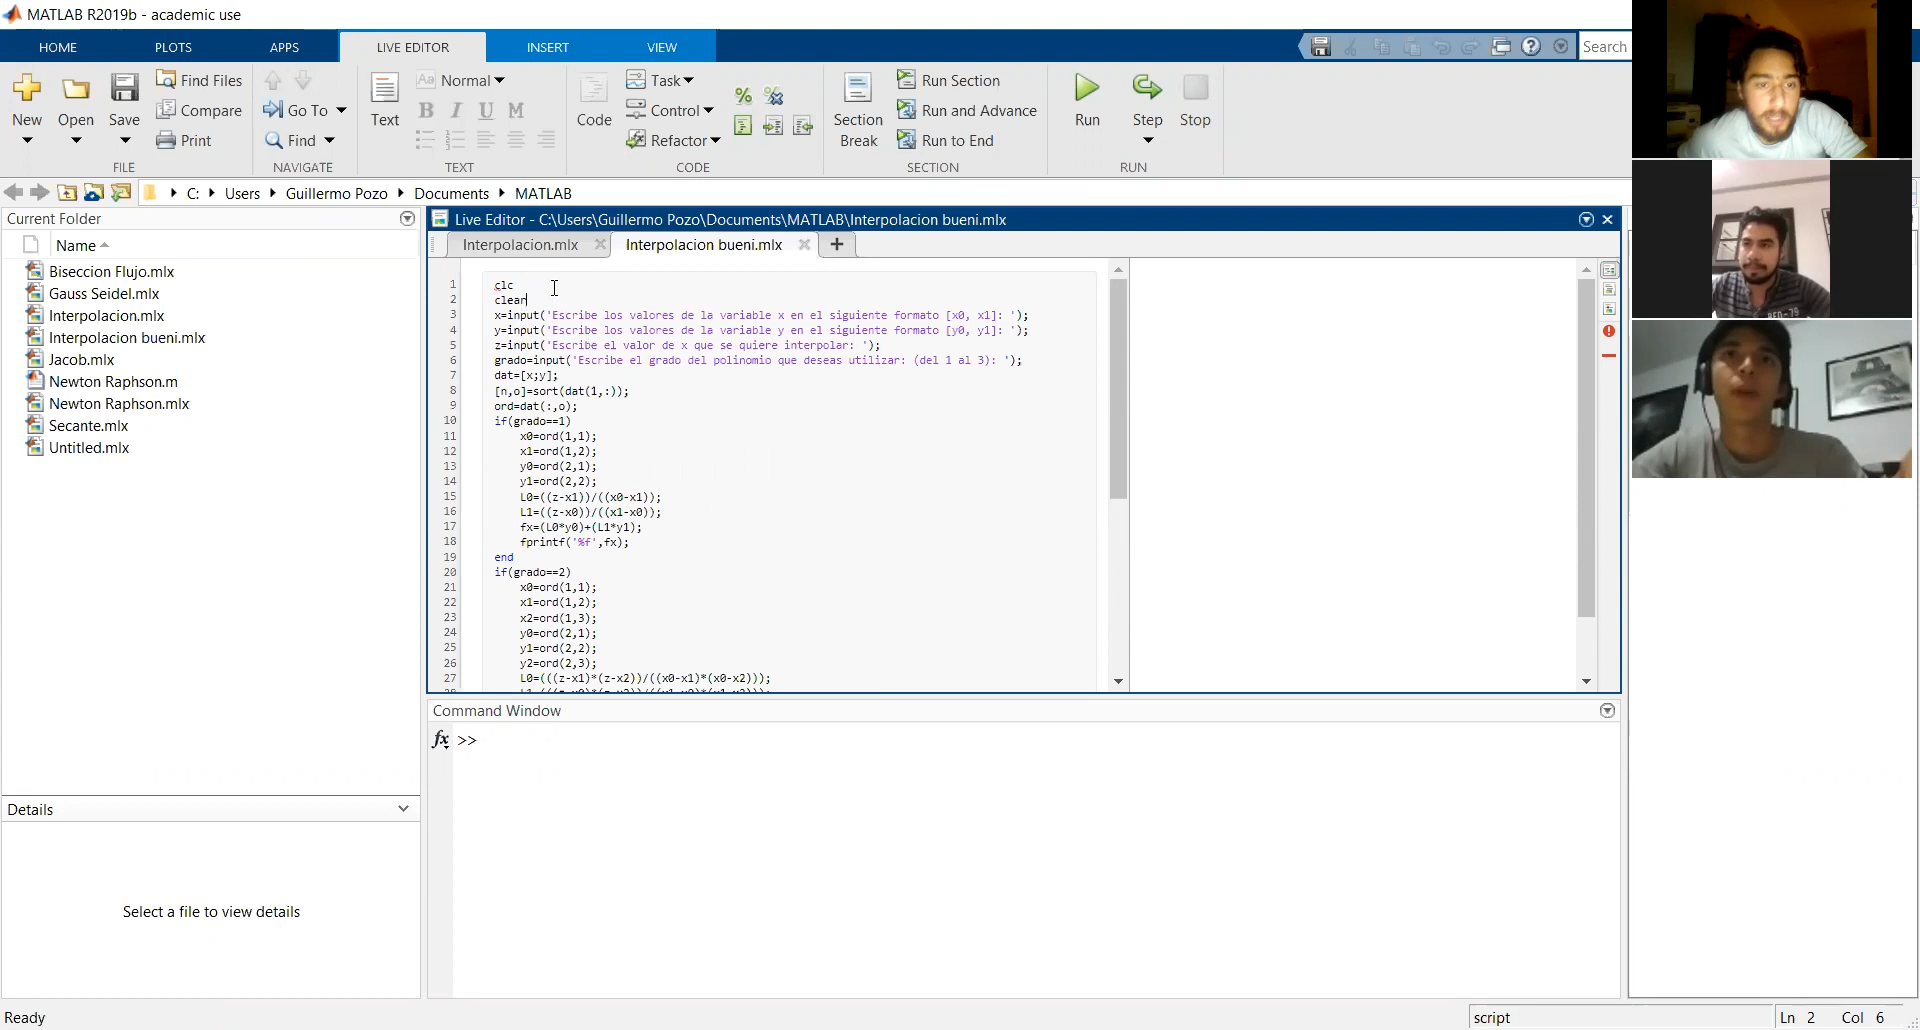 MATLAB R2019b - academic use
HOME PLOTS APPS LIVE EDITOR INSERT VIEW Search
New Open Save Find Files Compare Print
FILE
Go To Find
NAVIGATE
Text Aa Normal B I U M
TEXT
Code Task Control Refactor
CODE
Section Break Run Section Run and Advance Run to End
SECTION
Run Step Stop
RUN
C: Users Guillermo Pozo Documents MATLAB
Current Folder
Name
Biseccion Flujo.mlx
Gauss Seidel.mlx
Interpolacion.mlx
Interpolacion bueni.mlx
Jacob.mlx
Newton Raphson.m
Newton Raphson.mlx
Secante.mlx
Untitled.mlx
Details
Select a file to view details
Live Editor - C:\Users\Guillermo Pozo\Documents\MATLAB\Interpolacion bueni.mlx
Interpolacion.mlx Interpolacion bueni.mlx
1 clc
2 clear
3 x=input('Escribe los valores de la variable x en el siguiente formato [x0, x1]: ');
4 y=input('Escribe los valores de la variable y en el siguiente formato [y0, y1]: ');
5 z=input('Escribe el valor de x que se quiere interpolar: ');
6 grado=input('Escribe el grado del polinomio que deseas utilizar: (del 1 al 3): ');
7 dat=[x;y];
8 [n,o]=sort(dat(1,:));
9 ord=dat(:,o);
10 if(grado==1)
11 x0=ord(1,1);
12 x1=ord(1,2);
13 y0=ord(2,1);
14 y1=ord(2,2);
15 L0=((z-x1))/((x0-x1));
16 L1=((z-x0))/((x1-x0));
17 fx=(L0*y0)+(L1*y1);
18 fprintf('%f',fx);
19 end
20 if(grado==2)
21 x0=ord(1,1);
22 x1=ord(1,2);
23 x2=ord(1,3);
24 y0=ord(2,1);
25 y1=ord(2,2);
26 y2=ord(2,3);
27 L0=(((z-x1)*(z-x2))/((x0-x1)*(x0-x2)));
Command Window
fx >>
Ready
script Ln 2 Col 6